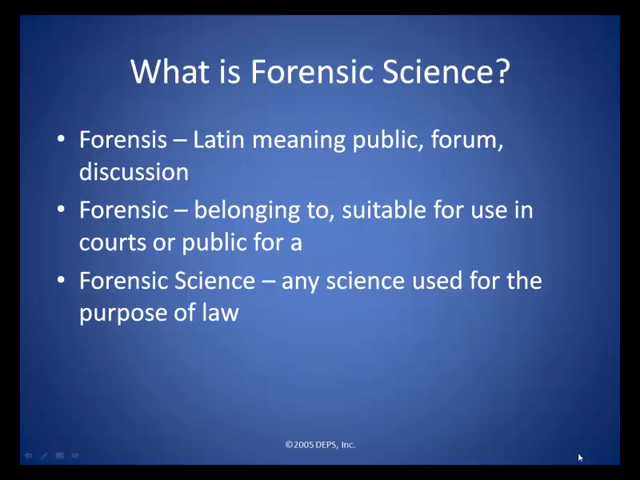 What is Forensic Science?
• Forensis – Latin meaning public, forum,
discussion
• Forensic – belonging to, suitable for use in
courts or public for a
• Forensic Science – any science used for the
purpose of law
©2005 DEPS, Inc.